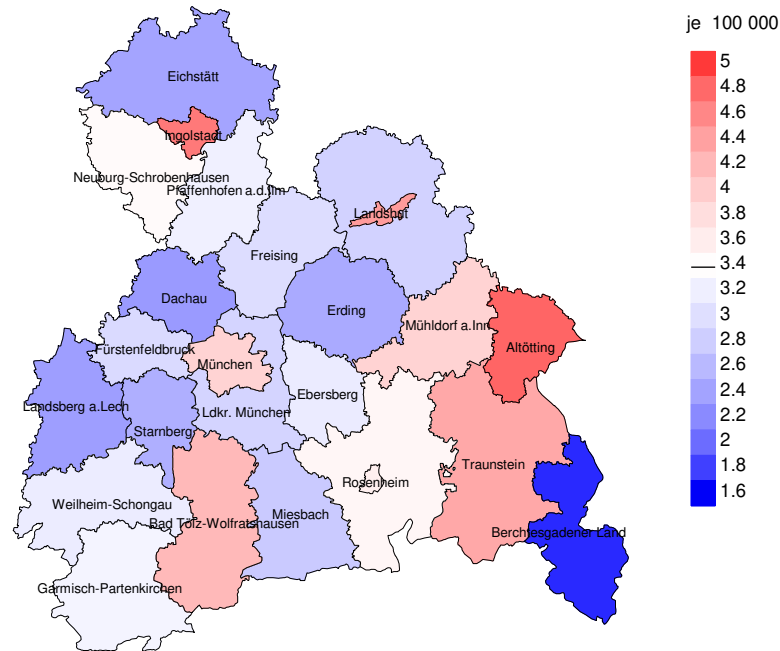 je 100 000
5
4.8
4.6
4.4
4.2
4
3.8
3.6
3.4
3.2
3
2.8
2.6
2.4
2.2
2
1.8
1.6
Eichstätt
Ingolstadt
Neuburg-Schrobenhausen
Pfaffenhofen a.d.Ilm
Landshut
Freising
Dachau
Erding
Mühldorf a.Inn
Altötting
Fürstenfeldbruck
München
Ebersberg
Landsberg a.Lech
Ldkr. München
Starnberg
Traunstein
Rosenheim
Miesbach
Weilheim-Schongau
Bad Tölz-Wolfratshausen
Berchtesgadener Land
Garmisch-Partenkirchen